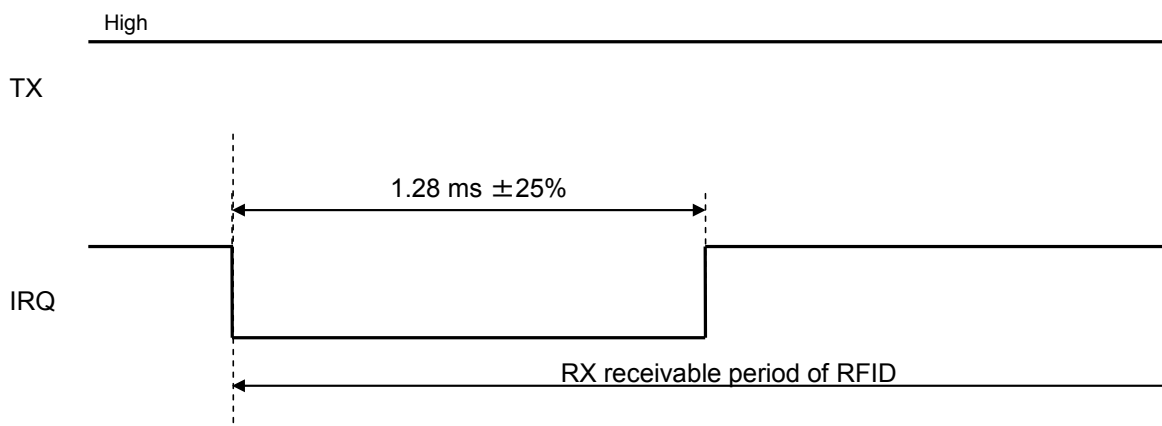 High
TX
1.28 ms ±25%
IRQ
RX receivable period of RFID